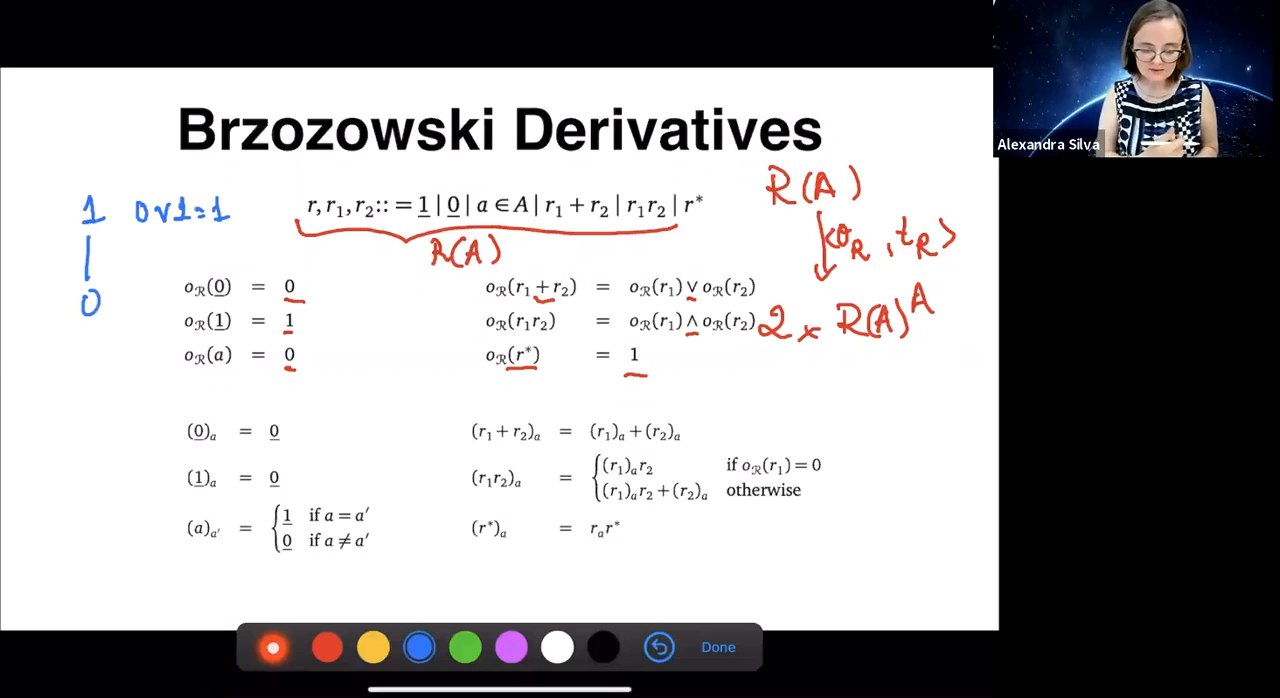 Alexandra Silva
Brzozowski Derivatives
R(A)
1 0 ∨ 1 = 1 r, r₁, r₂ ::= 1 | 0 | a ∈ A | r₁ + r₂ | r₁r₂ | r*
R(A) <o_R, t_R>
0
o_R(0) = 0 o_R(r₁ + r₂) = o_R(r₁) ∨ o_R(r₂)
o_R(1) = 1 o_R(r₁r₂) = o_R(r₁) ∧ o_R(r₂) 2 × R(A)^A
o_R(a) = 0 o_R(r*) = 1
(0)_a = 0 (r₁ + r₂)_a = (r₁)_a + (r₂)_a
(1)_a = 0 (r₁r₂)_a = { (r₁)_a r₂ if o_R(r₁) = 0
(r₁)_a r₂ + (r₂)_a otherwise
(a)_a′ = { 1 if a = a′
0 if a ≠ a′
(r*)_a = r_a r*
Done